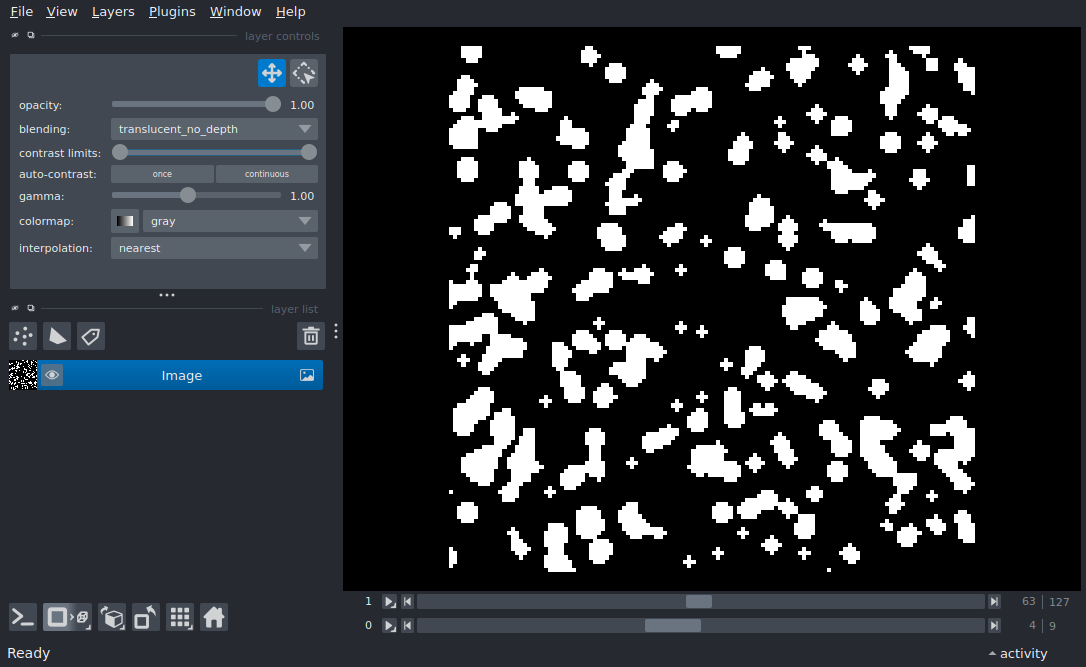 File View Layers Plugins Window Help
layer controls
opacity: 1.00
blending: translucent_no_depth
contrast limits:
auto-contrast: once continuous
gamma: 1.00
colormap: gray
interpolation: nearest
layer list
Image
1 63 127
0 4 9
Ready activity